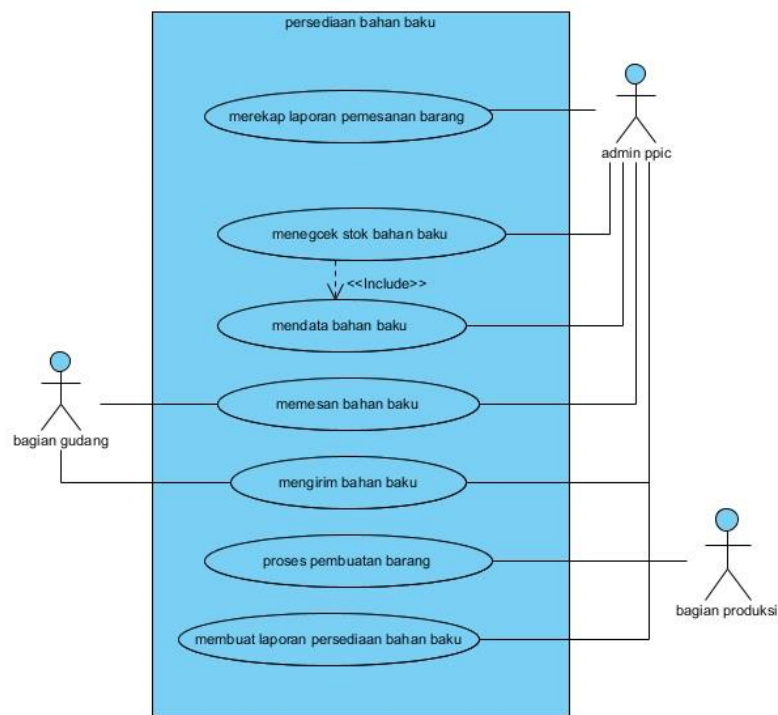 persediaan bahan baku
merekap laporan pemesanan barang
admin ppic
menegcek stok bahan baku
<<Include>>
mendata bahan baku
memesan bahan baku
bagian gudang
mengirim bahan baku
proses pembuatan barang
bagian produksi
membuat laporan persediaan bahan baku